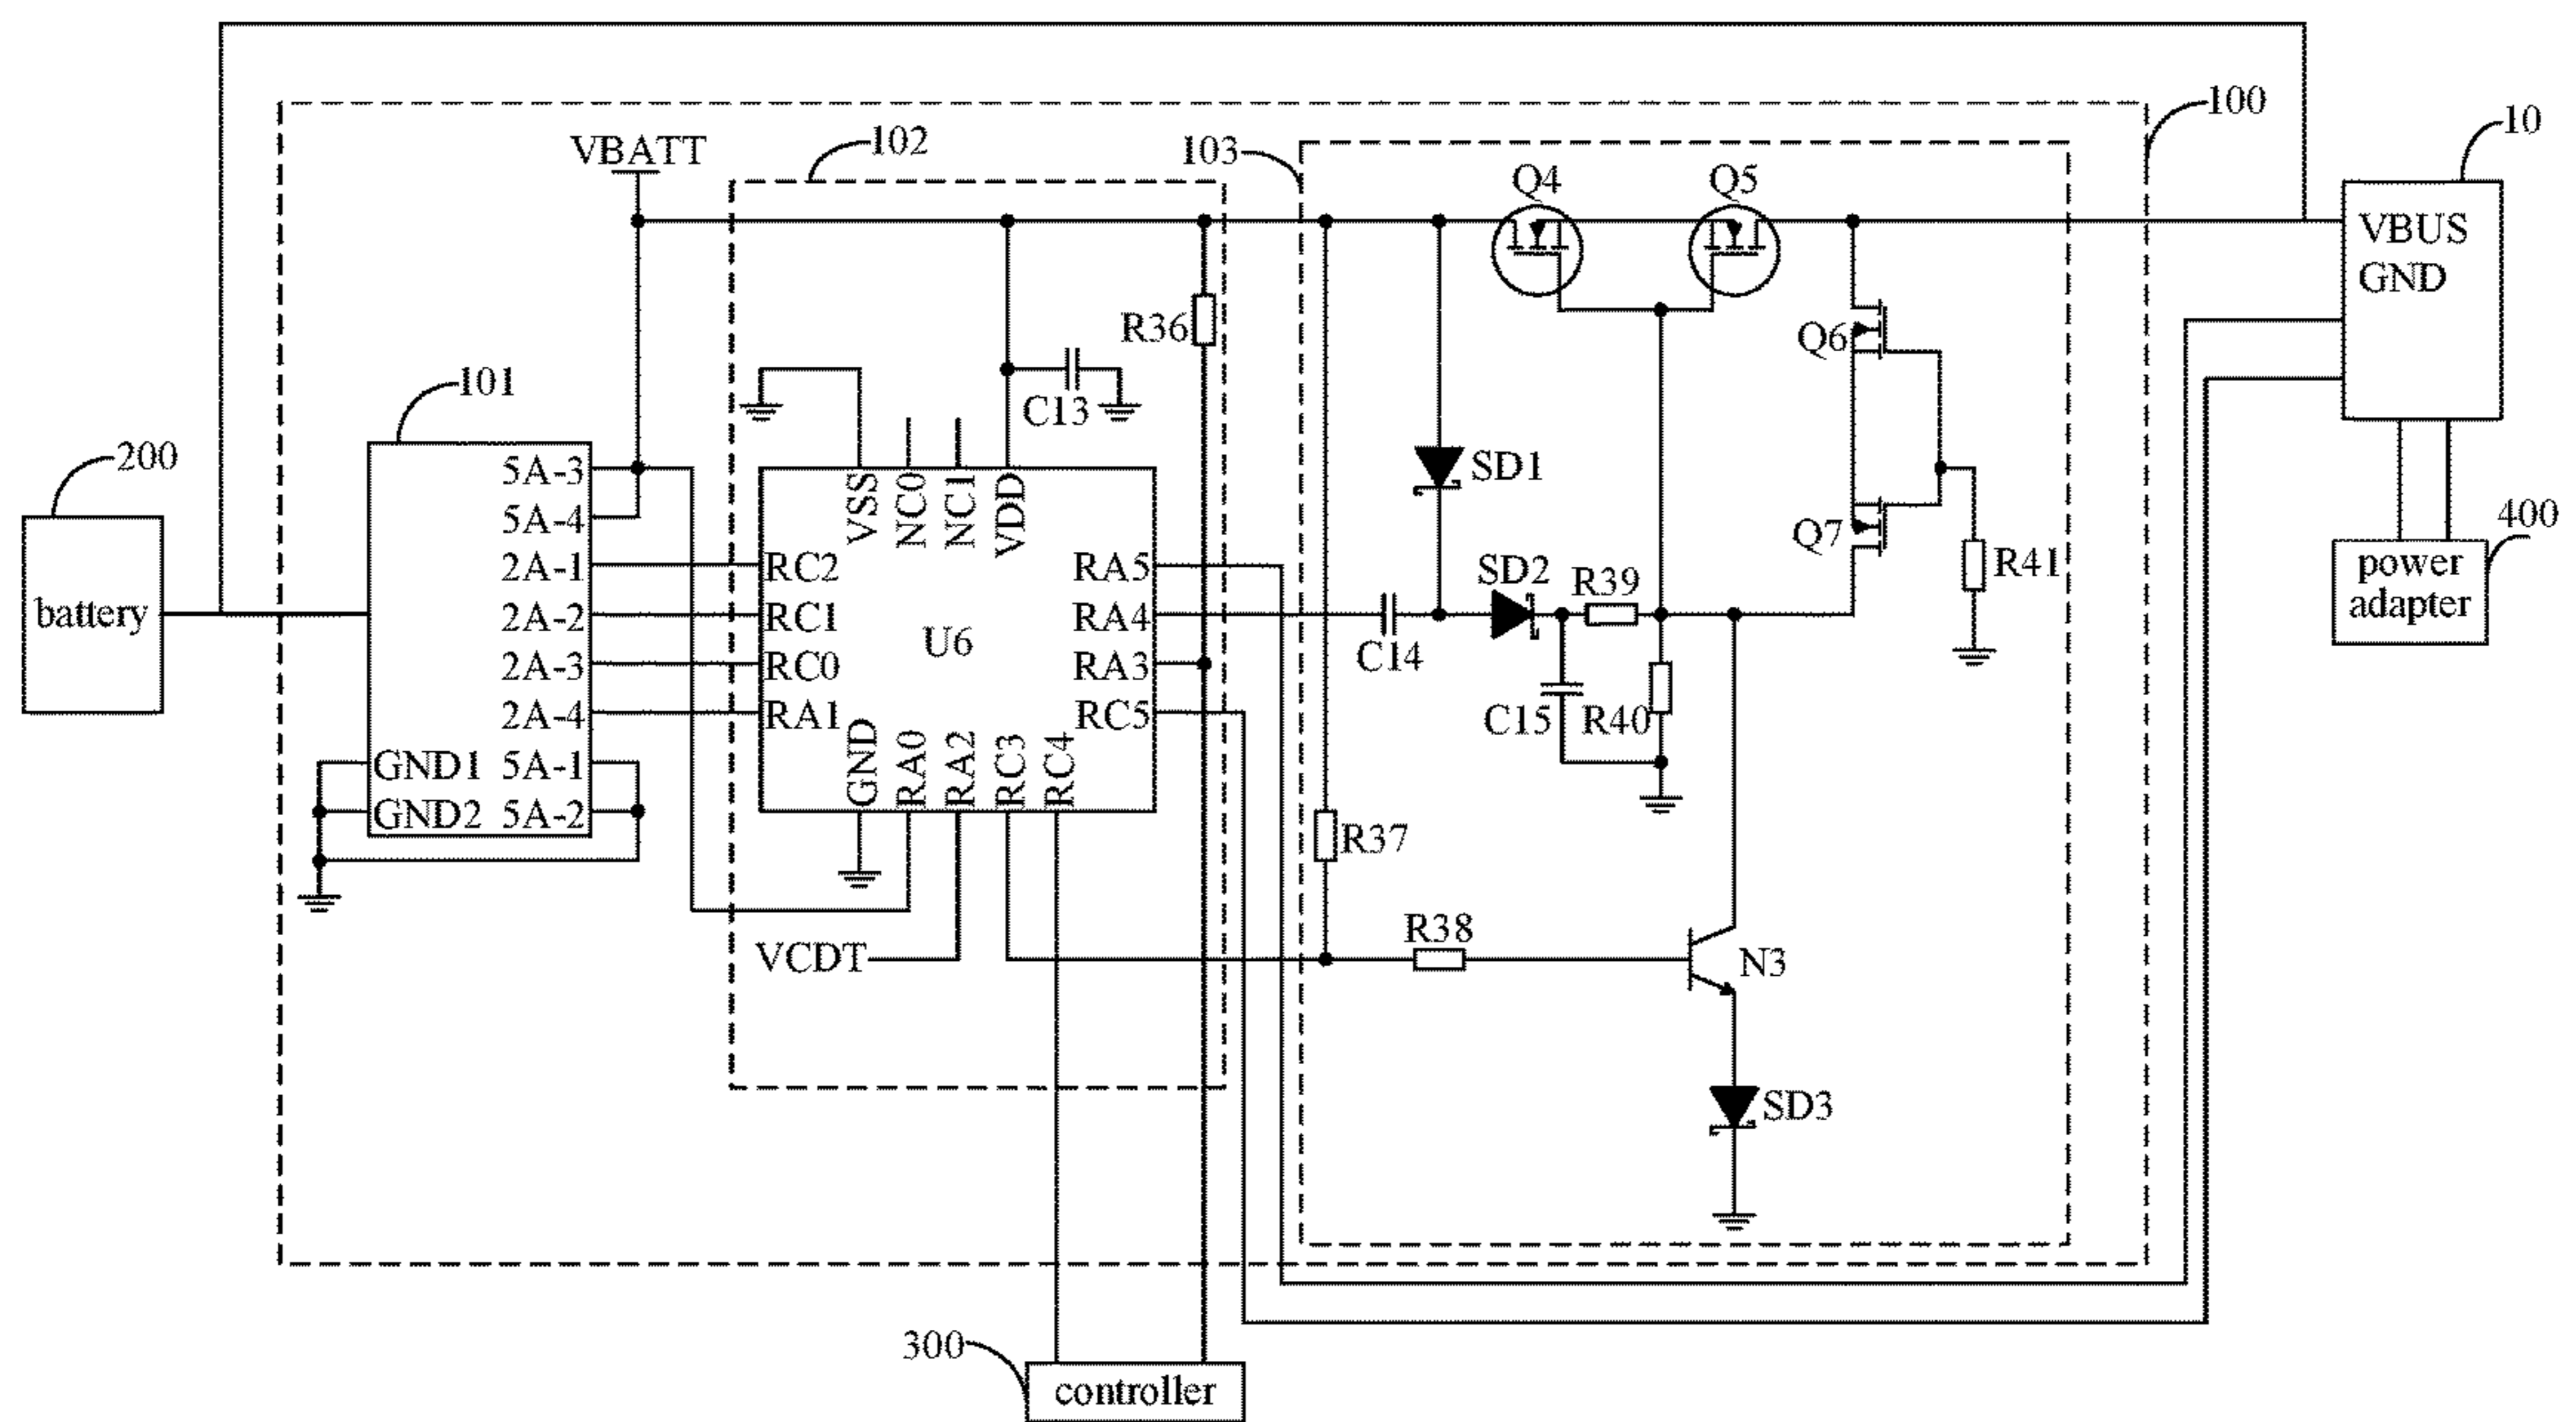 100
10
102
103
VBATT
Q4
Q5
VBUS
GND
R36
Q6
101
C13
200
5A-3
5A-4
2A-1
2A-2
2A-3
2A-4
5A-1
5A-2
GND1
GND2
battery
VSS
NC0
NC1
VDD
RC2
RC1
RC0
RA1
U6
RA5
RA4
RA3
RC5
GND
RA0
RA2
RC3
RC4
SD1
SD2
R39
Q7
R41
400
power
adapter
C14
C15
R40
R37
VCDT
R38
N3
SD3
300
controller